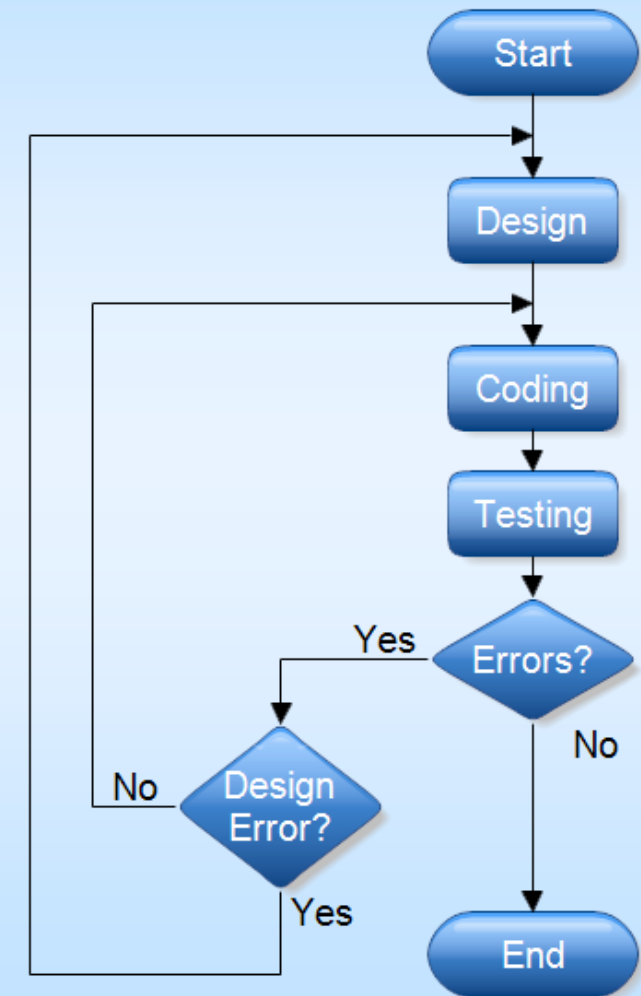 Start
Design
Coding
Testing
Yes
Errors?
No
No
Design
Error?
Yes
End